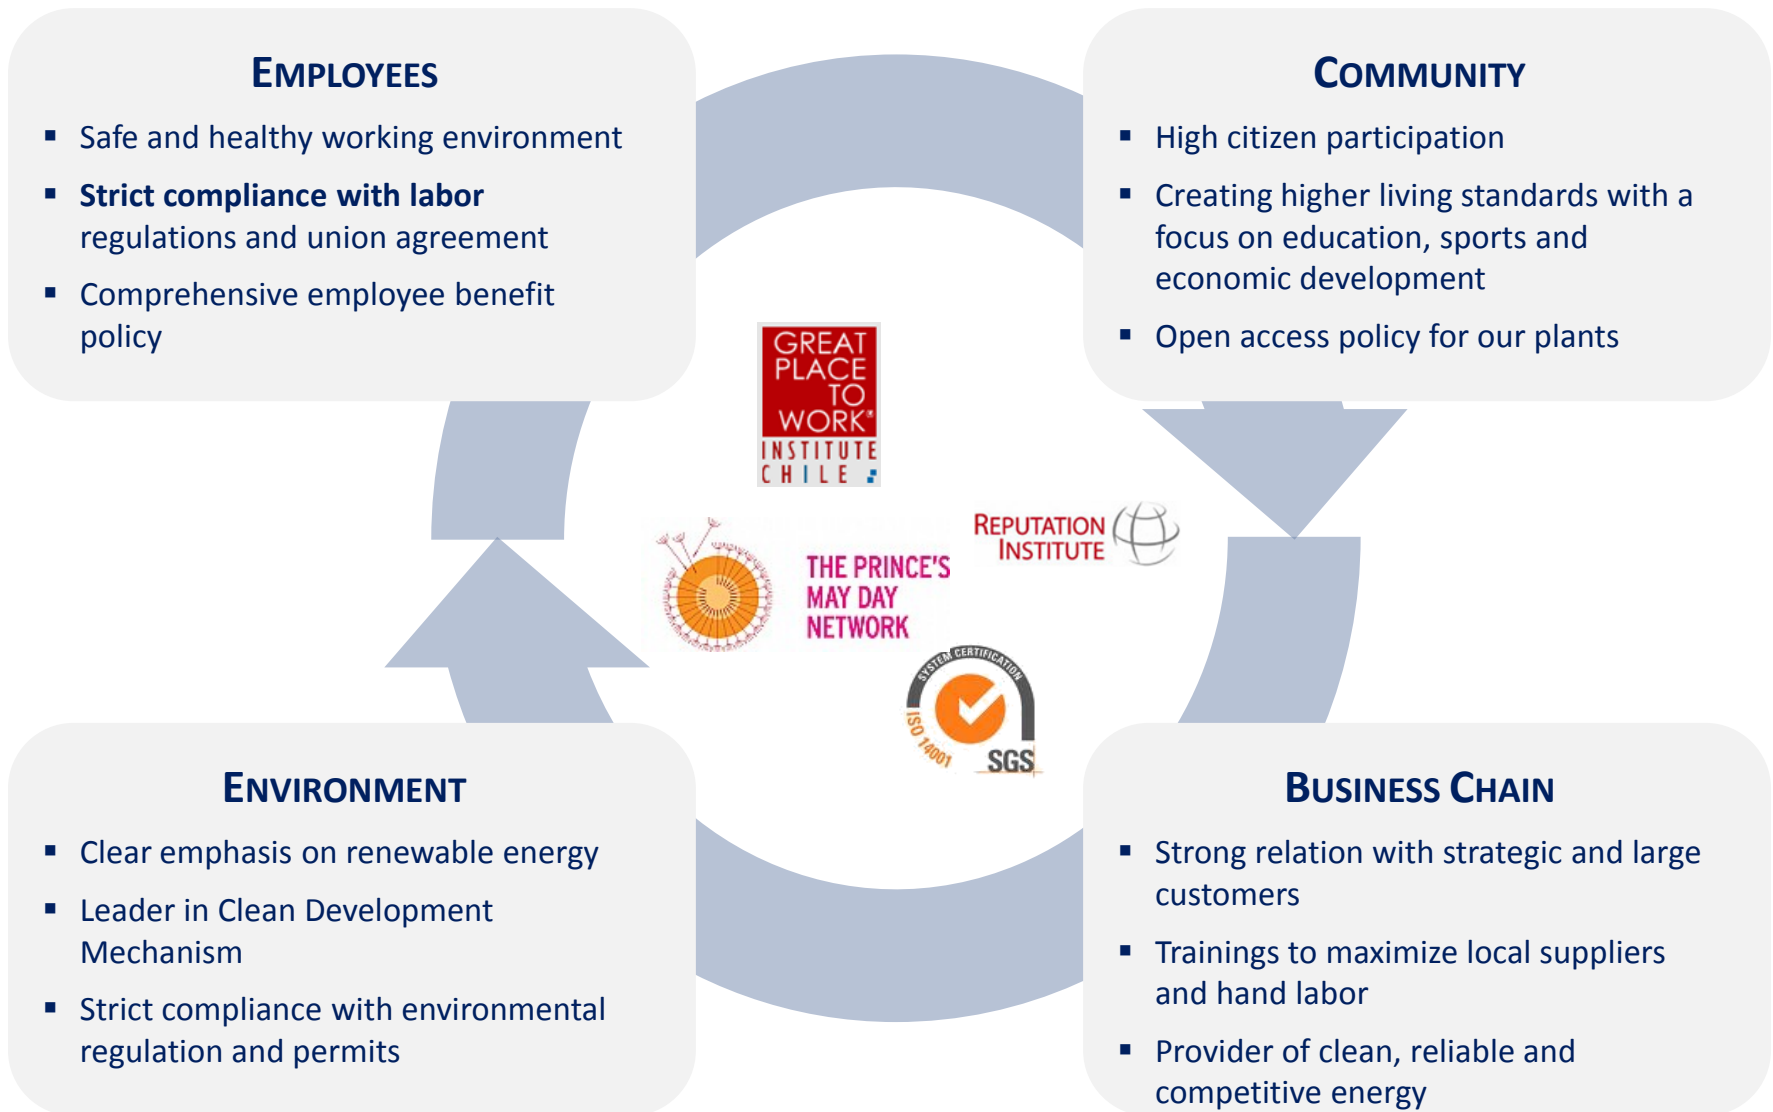 EMPLOYEES
▪ Safe and healthy working environment
▪ Strict compliance with labor
regulations and union agreement
▪ Comprehensive employee benefit
policy
COMMUNITY
▪ High citizen participation
▪ Creating higher living standards with a
focus on education, sports and
economic development
▪ Open access policy for our plants
GREAT
PLACE
TO
WORK®
INSTITUTE
CHILE
REPUTATION
INSTITUTE
THE PRINCE'S
MAY DAY
NETWORK
SYSTEM CERTIFICATION
ISO 14001
SGS
ENVIRONMENT
▪ Clear emphasis on renewable energy
▪ Leader in Clean Development
Mechanism
▪ Strict compliance with environmental
regulation and permits
BUSINESS CHAIN
▪ Strong relation with strategic and large
customers
▪ Trainings to maximize local suppliers
and hand labor
▪ Provider of clean, reliable and
competitive energy